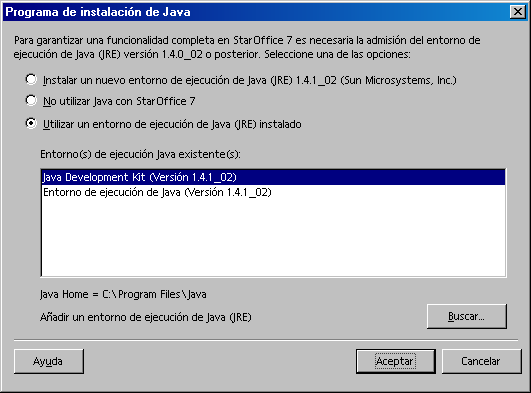 Programa de instalación de Java
Para garantizar una funcionalidad completa en StarOffice 7 es necesaria la admisión del entorno de
ejecución de Java (JRE) versión 1.4.0_02 o posterior. Seleccione una de las opciones:
Instalar un nuevo entorno de ejecución de Java (JRE) 1.4.1_02 (Sun Microsystems, Inc.)
No utilizar Java con StarOffice 7
Utilizar un entorno de ejecución de Java (JRE) instalado
Entorno(s) de ejecución Java existente(s):
Java Development Kit (Versión 1.4.1_02)
Entorno de ejecución de Java (Versión 1.4.1_02)
Java Home = C:\Program Files\Java
Añadir un entorno de ejecución de Java (JRE)
Buscar...
Ayuda
Aceptar
Cancelar